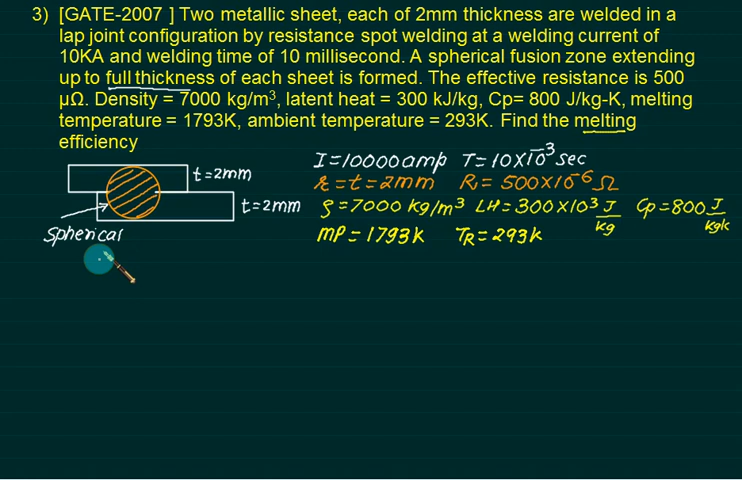 3) [GATE-2007 ] Two metallic sheet, each of 2mm thickness are welded in a
lap joint configuration by resistance spot welding at a welding current of
10KA and welding time of 10 millisecond. A spherical fusion zone extending
up to full thickness of each sheet is formed. The effective resistance is 500
μΩ. Density = 7000 kg/m³, latent heat = 300 kJ/kg, Cp= 800 J/kg-K, melting
temperature = 1793K, ambient temperature = 293K. Find the melting
efficiency
I=10000amp T=10×10⁻³sec
t=2mm r=t=2mm R=500×10⁻⁶Ω
t=2mm ρ=7000 kg/m³ LH=300×10³ J/kg Cp=800 J/kgk
Spherical MP=1793K TR=293K